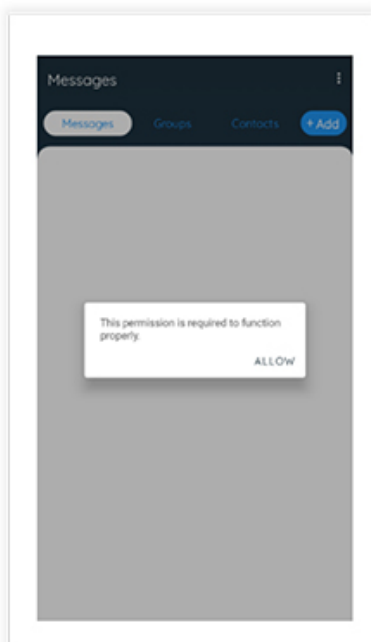 Messages
Messages Groups Contacts + Add
This permission is required to function
properly.
ALLOW